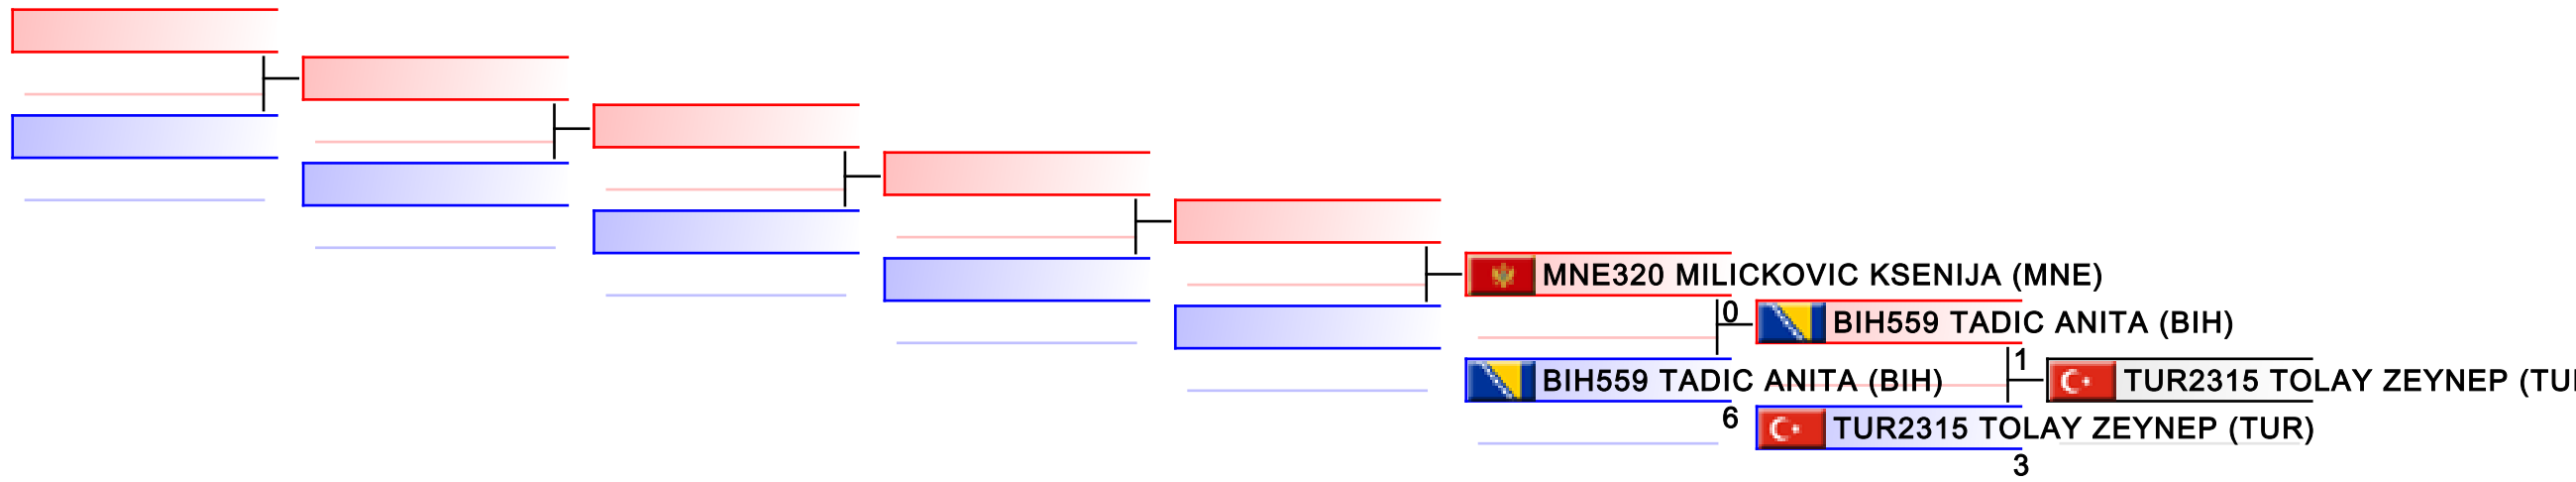 MNE320 MILICKOVIC KSENIJA (MNE)
0
BIH559 TADIC ANITA (BIH)
6
BIH559 TADIC ANITA (BIH)
1
TUR2315 TOLAY ZEYNEP (TUR)
3
TUR2315 TOLAY ZEYNEP (TU